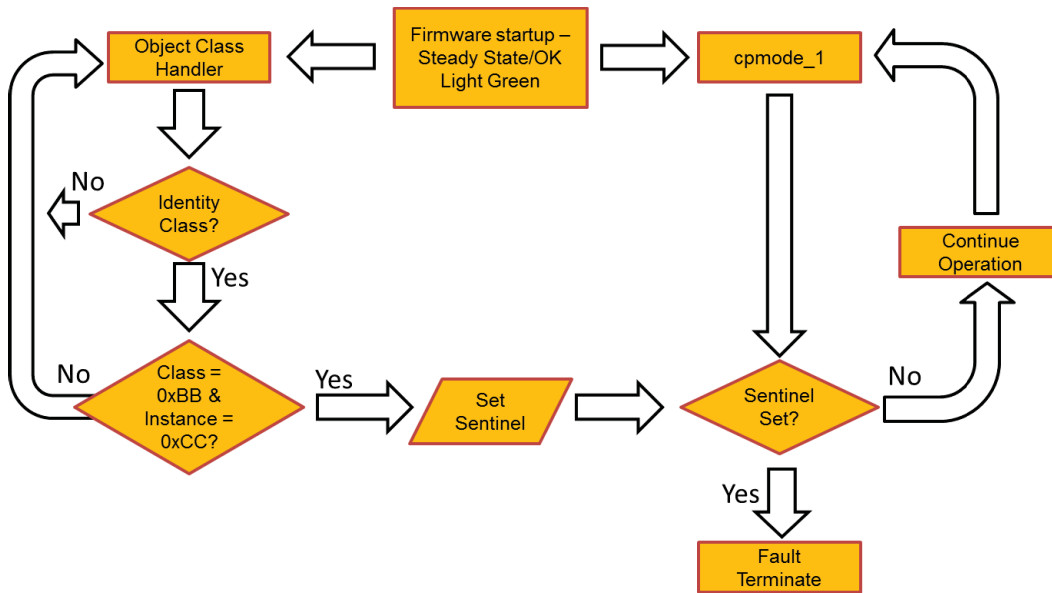 Object Class
Handler
Firmware startup –
Steady State/OK
Light Green
cpmode_1
No
Identity
Class?
Yes
Continue
Operation
No
Class =
0xBB &
Instance =
0xCC?
Yes
Set
Sentinel
Sentinel
Set?
No
Yes
Fault
Terminate